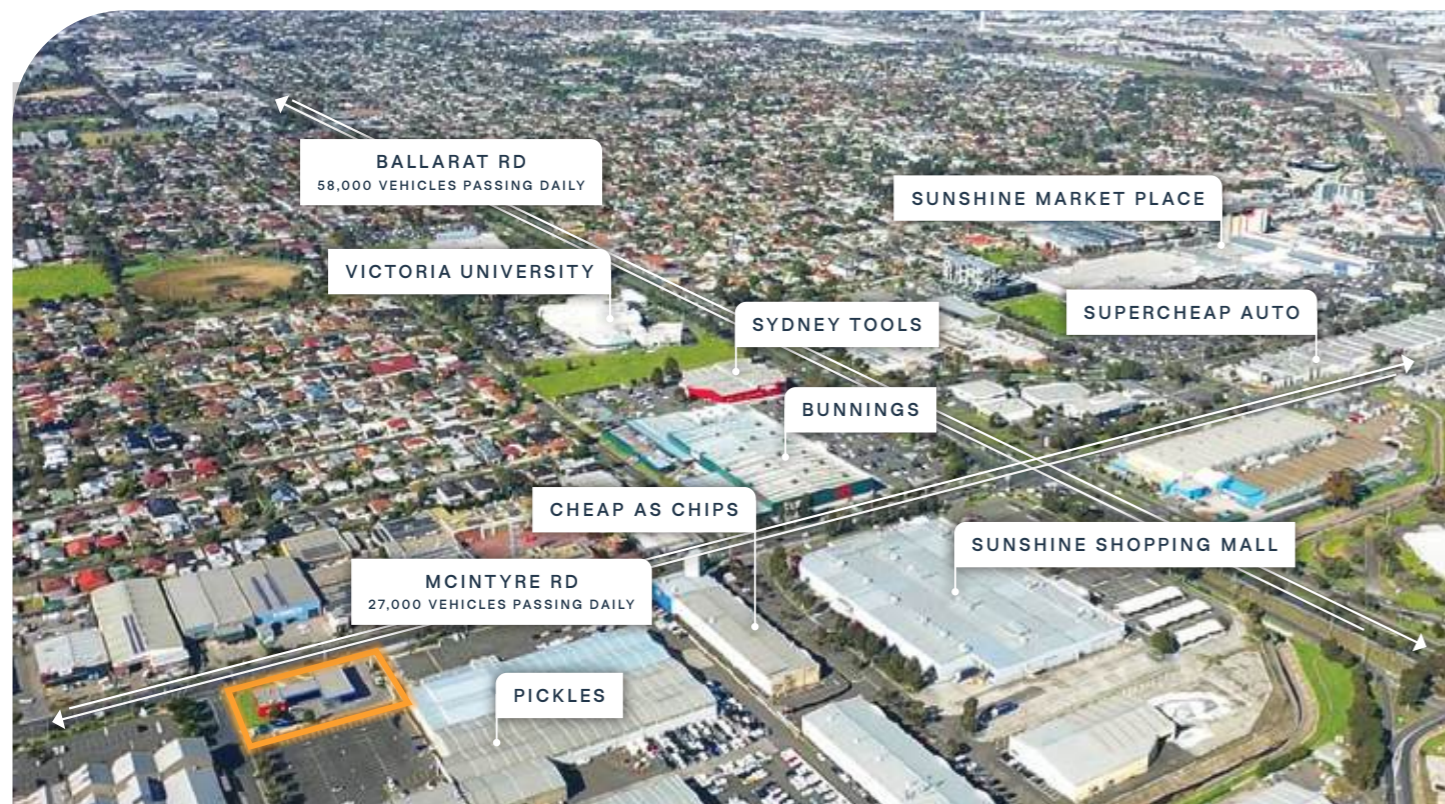 BALLARAT RD
58,000 VEHICLES PASSING DAILY
SUNSHINE MARKET PLACE
VICTORIA UNIVERSITY
SUPERCHEAP AUTO
SYDNEY TOOLS
BUNNINGS
CHEAP AS CHIPS
SUNSHINE SHOPPING MALL
MCINTYRE RD
27,000 VEHICLES PASSING DAILY
PICKLES